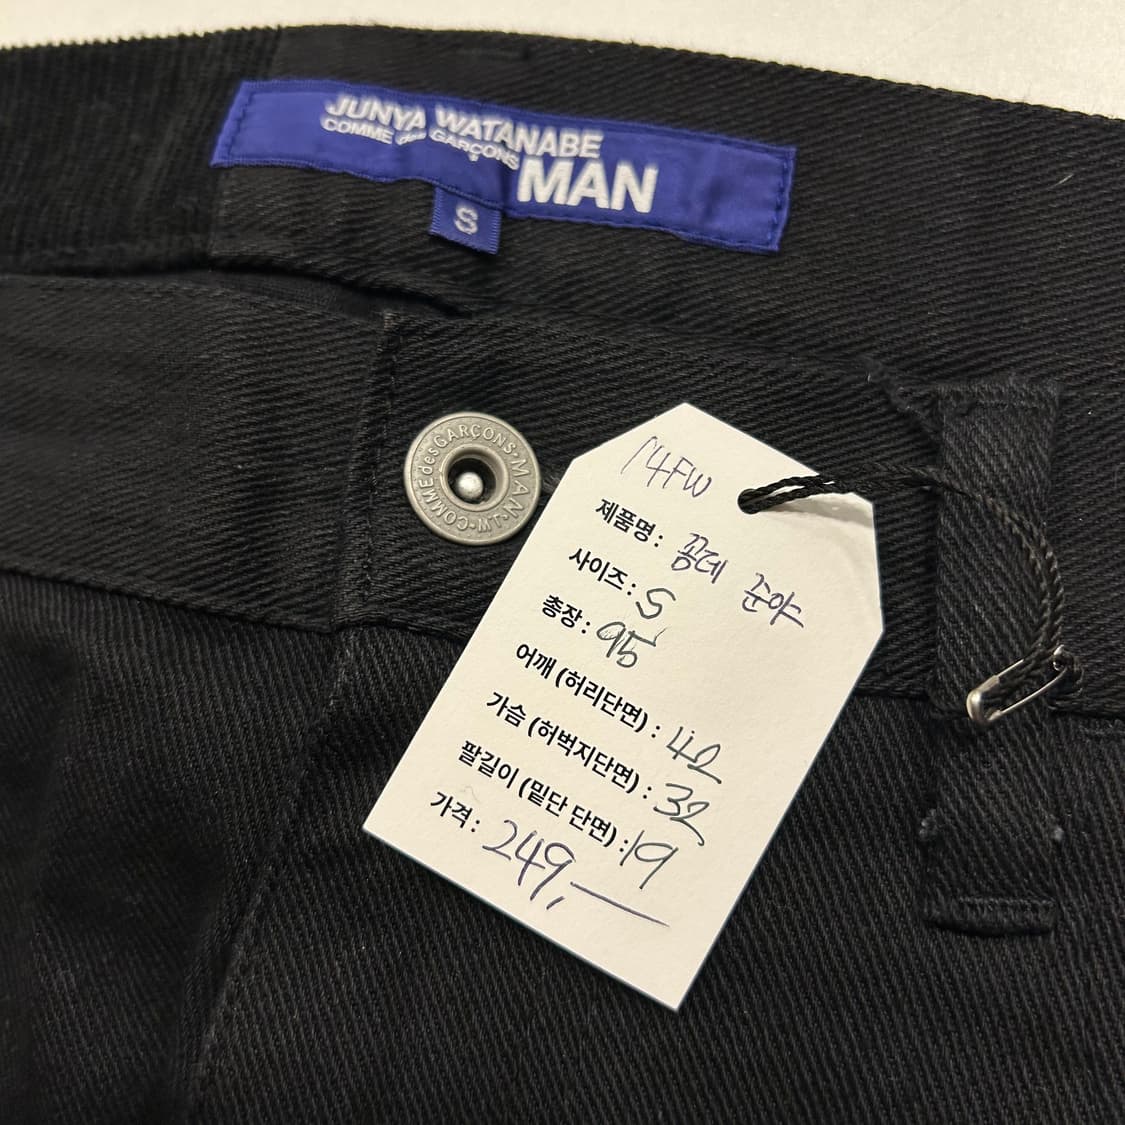 JUNYA WATANABE
COMME des GARÇONS
MAN
S
COMME des GARÇONS • MAN • JW •
14FW
제품명 : 꼼데 준야
사이즈 : S
총장 : 95
어깨 (허리단면) : 42
가슴 (허벅지단면) : 32
팔길이 (밑단 단면) : 19
가격 : 249,—